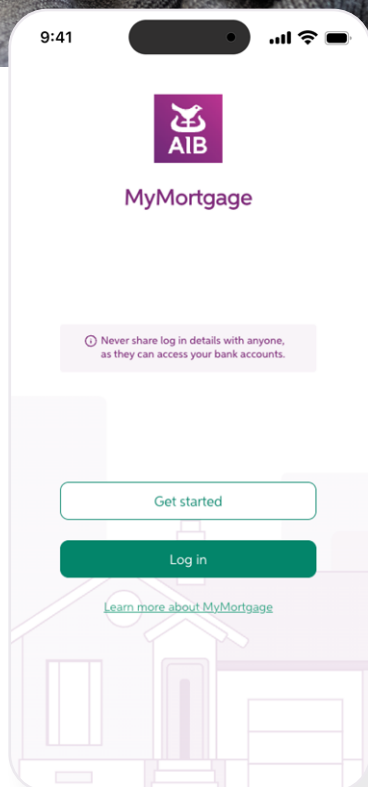 9:41
AIB
MyMortgage
Never share log in details with anyone,
as they can access your bank accounts.
Get started
Log in
Learn more about MyMortgage